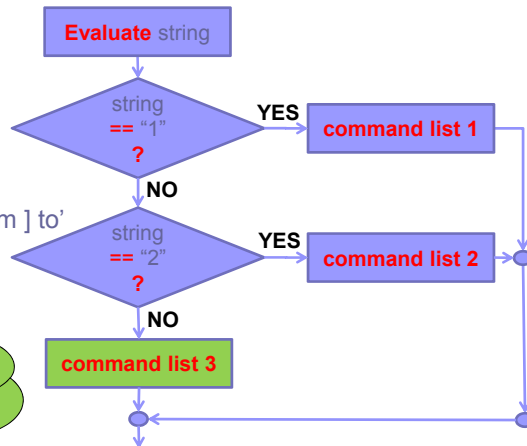 Evaluate string
string
== “1”
?
YES
command list 1
NO
m ] to’
string
== “2”
?
YES
command list 2
NO
command list 3